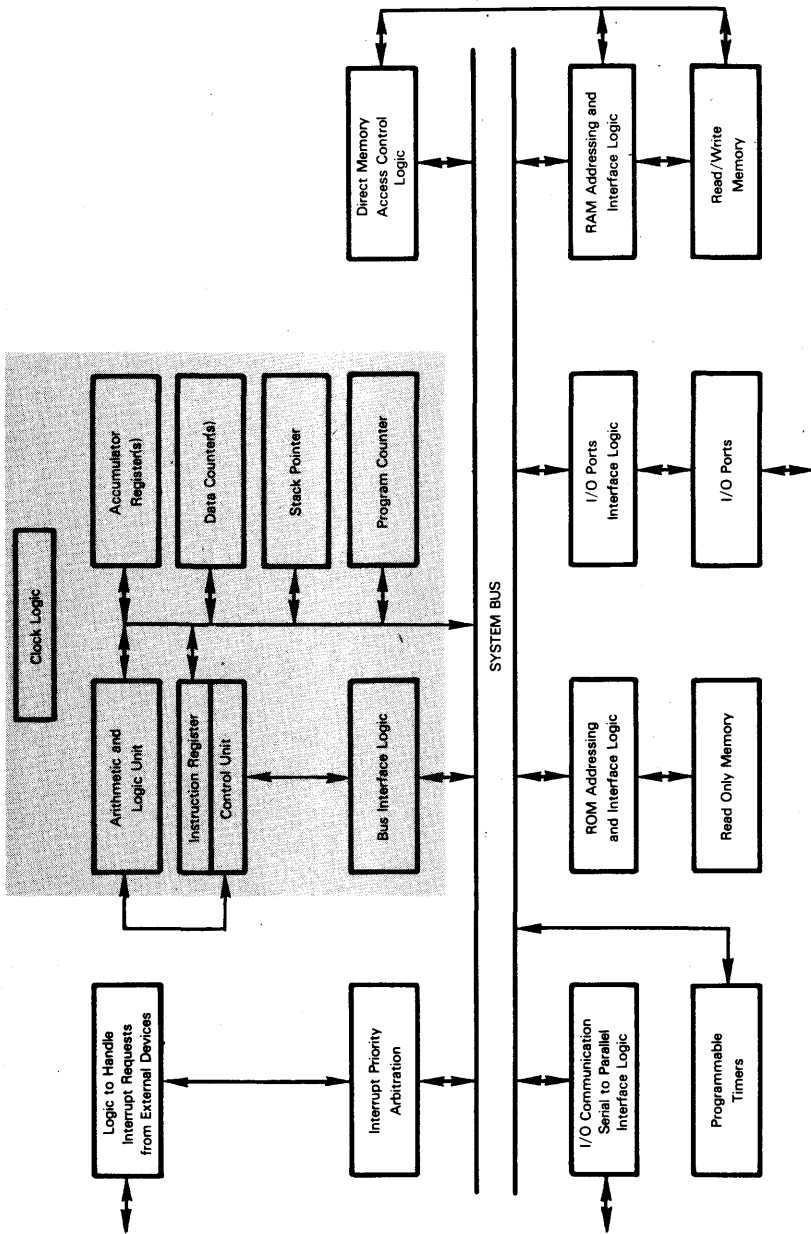 Clock Logic
Logic to Handle
Interrupt Requests
from External Devices
Arithmetic and
Logic Unit
Accumulator
Register(s)
Instruction Register
Control Unit
Data Counter(s)
Stack Pointer
Interrupt Priority
Arbitration
Bus Interface Logic
Program Counter
Direct Memory
Access Control
Logic
SYSTEM BUS
I/O Communication
Serial to Parallel
Interface Logic
ROM Addressing
and Interface Logic
I/O Ports
Interface Logic
RAM Addressing and
Interface Logic
Programmable
Timers
Read Only Memory
I/O Ports
Read/Write
Memory